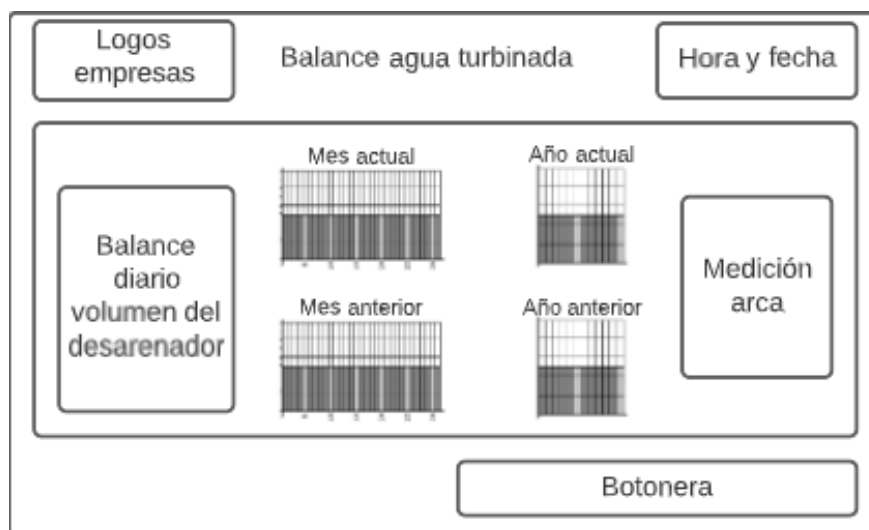 Logos
empresas
Balance agua turbinada
Hora y fecha
Mes actual
Año actual
Balance
diario
volumen del
desarenador
Medición
arca
Mes anterior
Año anterior
Botonera